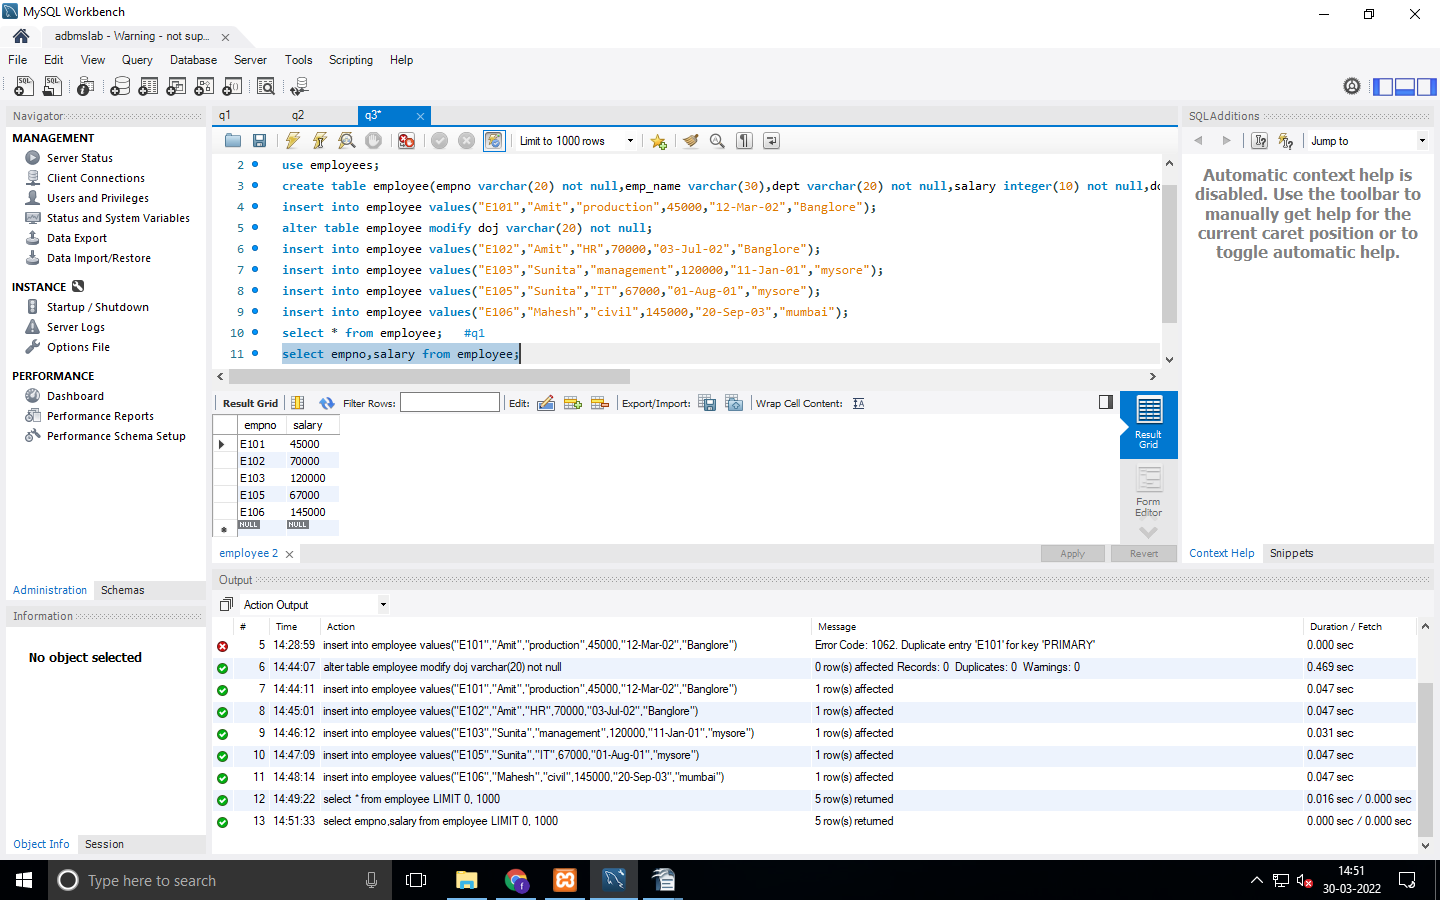 MySQL Workbench
adbmslab - Warning - not sup...
File Edit View Query Database Server Tools Scripting Help
Navigator
MANAGEMENT
Server Status
Client Connections
Users and Privileges
Status and System Variables
Data Export
Data Import/Restore
INSTANCE
Startup / Shutdown
Server Logs
Options File
PERFORMANCE
Dashboard
Performance Reports
Performance Schema Setup
Administration Schemas
Information
No object selected
Object Info Session
q1 q2 q3*
Limit to 1000 rows
2 use employees;
3 create table employee(empno varchar(20) not null,emp_name varchar(30),dept varchar(20) not null,salary integer(10) not null,do
4 insert into employee values("E101","Amit","production",45000,"12-Mar-02","Banglore");
5 alter table employee modify doj varchar(20) not null;
6 insert into employee values("E102","Amit","HR",70000,"03-Jul-02","Banglore");
7 insert into employee values("E103","Sunita","management",120000,"11-Jan-01","mysore");
8 insert into employee values("E105","Sunita","IT",67000,"01-Aug-01","mysore");
9 insert into employee values("E106","Mahesh","civil",145000,"20-Sep-03","mumbai");
10 select * from employee; #q1
11 select empno,salary from employee;
Result Grid Filter Rows: Edit: Export/Import: Wrap Cell Content:
empno salary
E101 45000
E102 70000
E103 120000
E105 67000
E106 145000
NULL NULL
Result Grid
Form Editor
employee 2 Apply Revert
SQLAdditions
Jump to
Automatic context help is
disabled. Use the toolbar to
manually get help for the
current caret position or to
toggle automatic help.
Context Help Snippets
Output
Action Output
# Time Action Message Duration / Fetch
5 14:28:59 insert into employee values("E101","Amit","production",45000,"12-Mar-02","Banglore") Error Code: 1062. Duplicate entry 'E101' for key 'PRIMARY' 0.000 sec
6 14:44:07 alter table employee modify doj varchar(20) not null 0 row(s) affected Records: 0 Duplicates: 0 Warnings: 0 0.469 sec
7 14:44:11 insert into employee values("E101","Amit","production",45000,"12-Mar-02","Banglore") 1 row(s) affected 0.047 sec
8 14:45:01 insert into employee values("E102","Amit","HR",70000,"03-Jul-02","Banglore") 1 row(s) affected 0.047 sec
9 14:46:12 insert into employee values("E103","Sunita","management",120000,"11-Jan-01","mysore") 1 row(s) affected 0.031 sec
10 14:47:09 insert into employee values("E105","Sunita","IT",67000,"01-Aug-01","mysore") 1 row(s) affected 0.047 sec
11 14:48:14 insert into employee values("E106","Mahesh","civil",145000,"20-Sep-03","mumbai") 1 row(s) affected 0.047 sec
12 14:49:22 select * from employee LIMIT 0, 1000 5 row(s) returned 0.016 sec / 0.000 sec
13 14:51:33 select empno,salary from employee LIMIT 0, 1000 5 row(s) returned 0.000 sec / 0.000 sec
Type here to search
14:51
30-03-2022